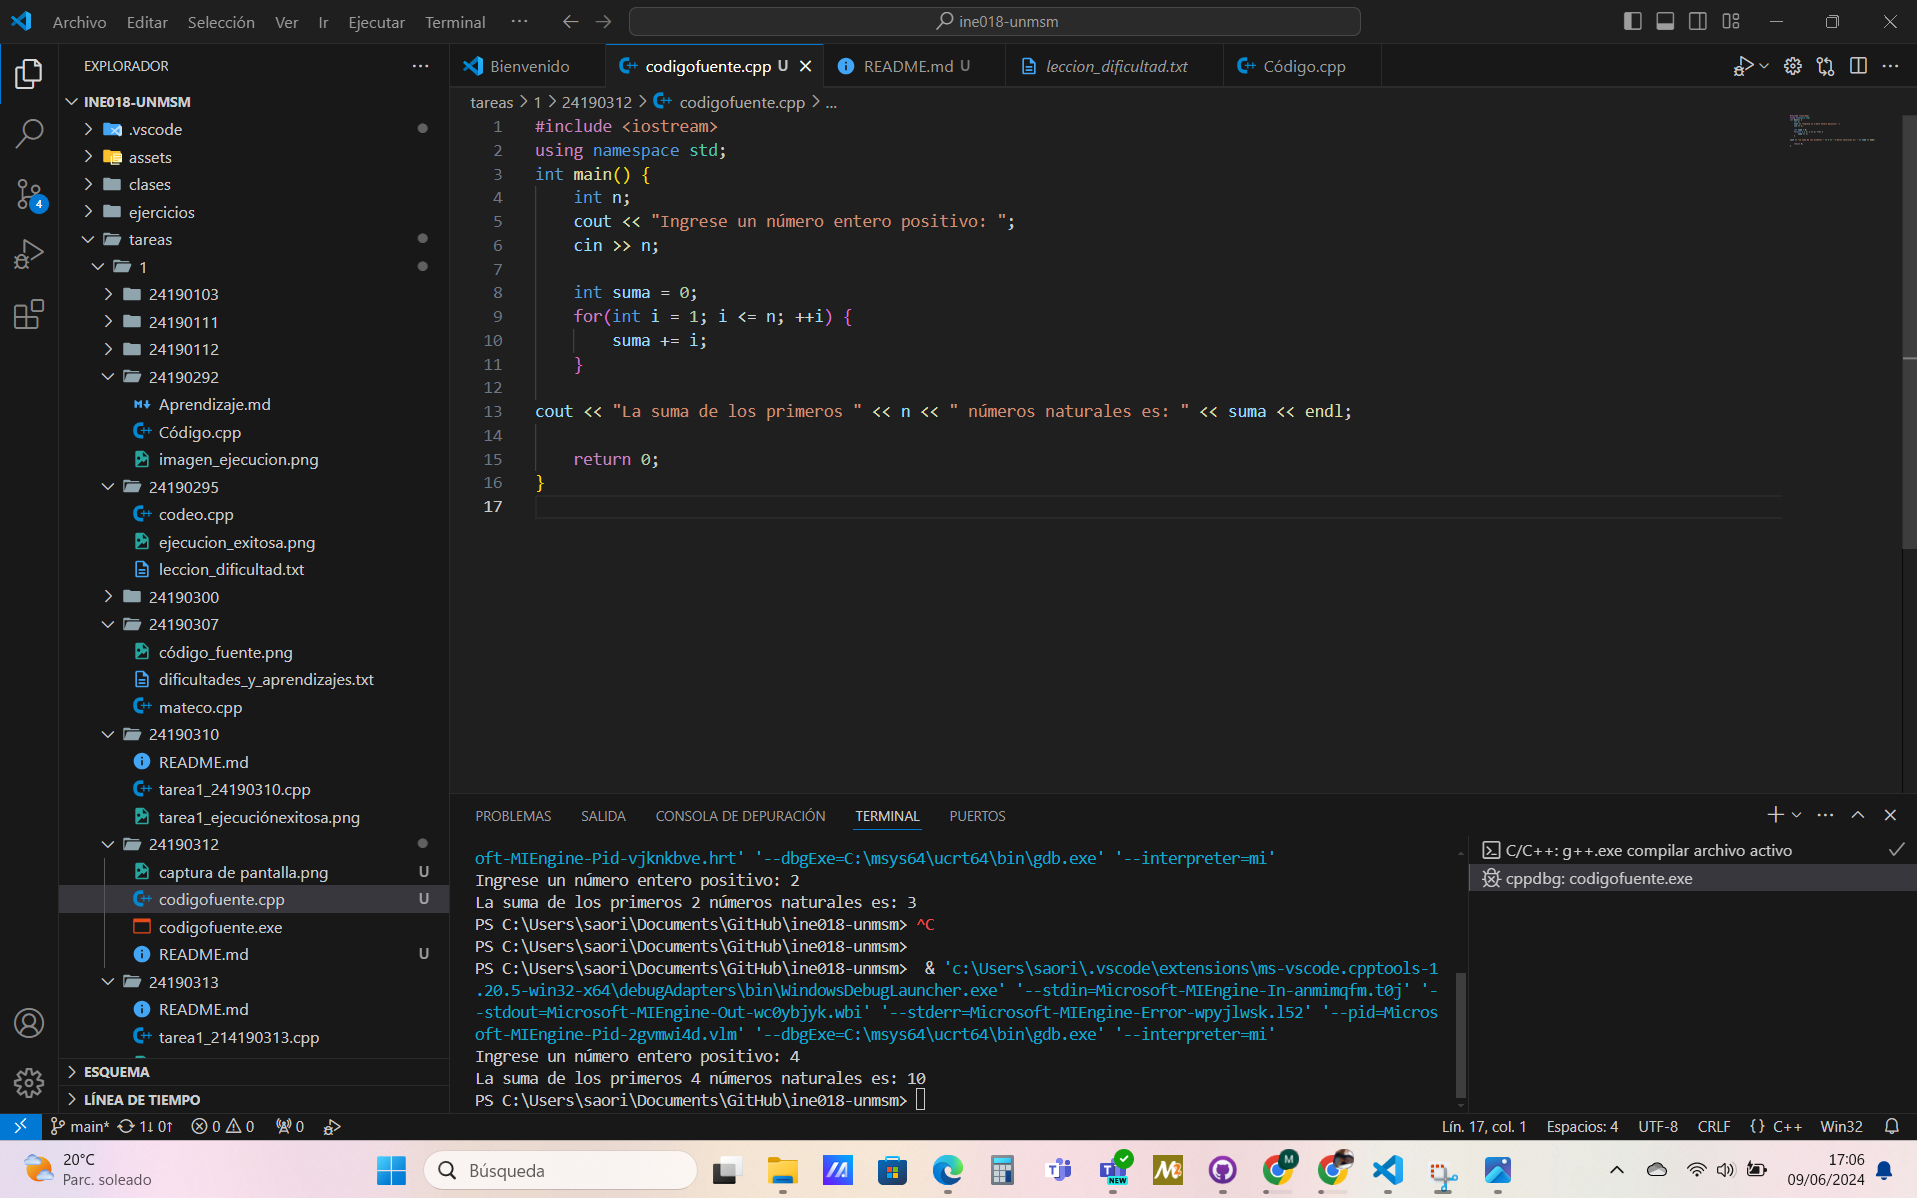 Archivo Editar Selección Ver Ir Ejecutar Terminal ··· ine018-unmsm
EXPLORADOR
INE018-UNMSM
.vscode
assets
clases
ejercicios
tareas
1
24190103
24190111
24190112
24190292
Aprendizaje.md
Código.cpp
imagen_ejecucion.png
24190295
codeo.cpp
ejecucion_exitosa.png
leccion_dificultad.txt
24190300
24190307
código_fuente.png
dificultades_y_aprendizajes.txt
mateco.cpp
24190310
README.md
tarea1_24190310.cpp
tarea1_ejecuciónexitosa.png
24190312
captura de pantalla.png U
codigofuente.cpp U
codigofuente.exe
README.md U
24190313
README.md
tarea1_214190313.cpp
ESQUEMA
LÍNEA DE TIEMPO
4
Bienvenido codigofuente.cpp U README.md U leccion_dificultad.txt Código.cpp
tareas > 1 > 24190312 > codigofuente.cpp > ...
1 #include <iostream>
2 using namespace std;
3 int main() {
4 int n;
5 cout << "Ingrese un número entero positivo: ";
6 cin >> n;
7
8 int suma = 0;
9 for(int i = 1; i <= n; ++i) {
10 suma += i;
11 }
12
13 cout << "La suma de los primeros " << n << " números naturales es: " << suma << endl;
14
15 return 0;
16 }
17
PROBLEMAS SALIDA CONSOLA DE DEPURACIÓN TERMINAL PUERTOS
oft-MIEngine-Pid-vjknkbve.hrt' '--dbgExe=C:\msys64\ucrt64\bin\gdb.exe' '--interpreter=mi'
Ingrese un número entero positivo: 2
La suma de los primeros 2 números naturales es: 3
PS C:\Users\saori\Documents\GitHub\ine018-unmsm> ^C
PS C:\Users\saori\Documents\GitHub\ine018-unmsm>
PS C:\Users\saori\Documents\GitHub\ine018-unmsm>  & 'c:\Users\saori\.vscode\extensions\ms-vscode.cpptools-1
.20.5-win32-x64\debugAdapters\bin\WindowsDebugLauncher.exe' '--stdin=Microsoft-MIEngine-In-anmimqfm.t0j' '-
-stdout=Microsoft-MIEngine-Out-wc0ybjyk.wbi' '--stderr=Microsoft-MIEngine-Error-wpyjlwsk.l52' '--pid=Micros
oft-MIEngine-Pid-2gvmwi4d.vlm' '--dbgExe=C:\msys64\ucrt64\bin\gdb.exe' '--interpreter=mi'
Ingrese un número entero positivo: 4
La suma de los primeros 4 números naturales es: 10
PS C:\Users\saori\Documents\GitHub\ine018-unmsm>
C/C++: g++.exe compilar archivo activo
cppdbg: codigofuente.exe
main* 1↓ 0↑ 0 0 0 Lín. 17, col. 1 Espacios: 4 UTF-8 CRLF {} C++ Win32
20°C
Parc. soleado
Búsqueda
NEW
M
17:06
09/06/2024